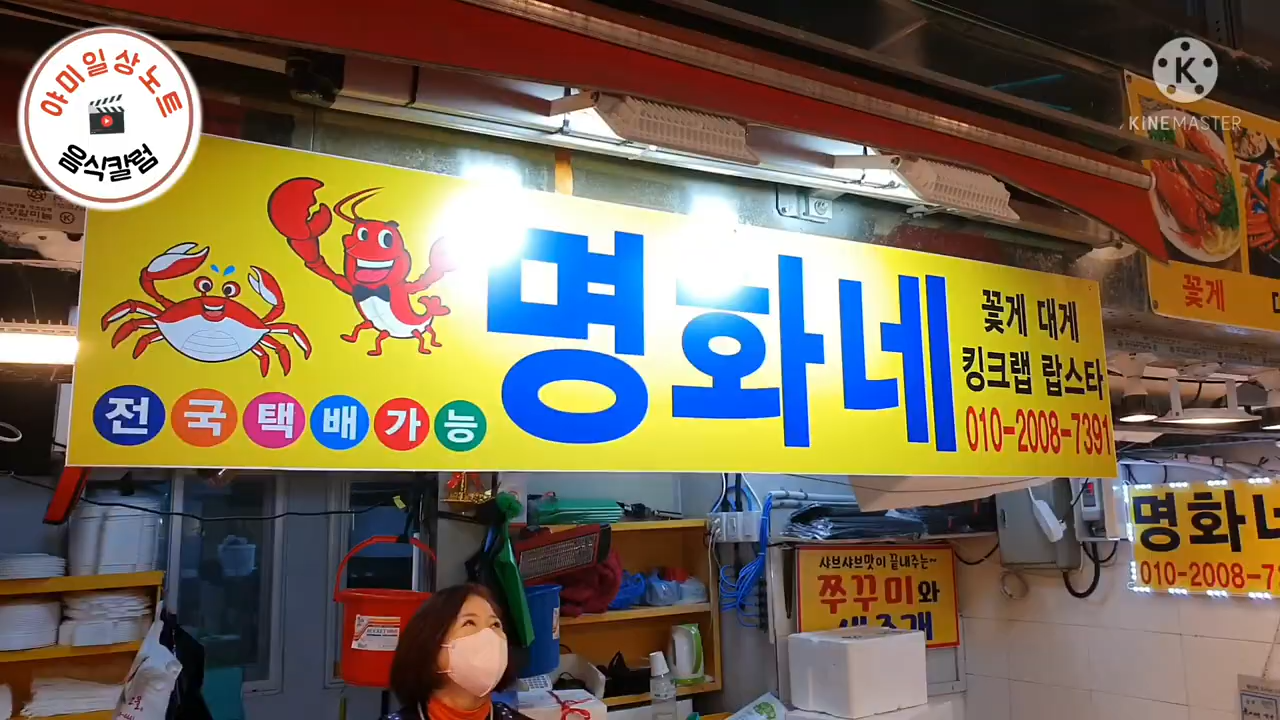 야미일상노트
음식칼럼
KINEMASTER
명화네
꽃게 대게
킹크랩 랍스타
010-2008-7391
전국택배가능
꽃게
명화네
010-2008-7
샤브샤브맛이 끝내주는~
쭈꾸미와